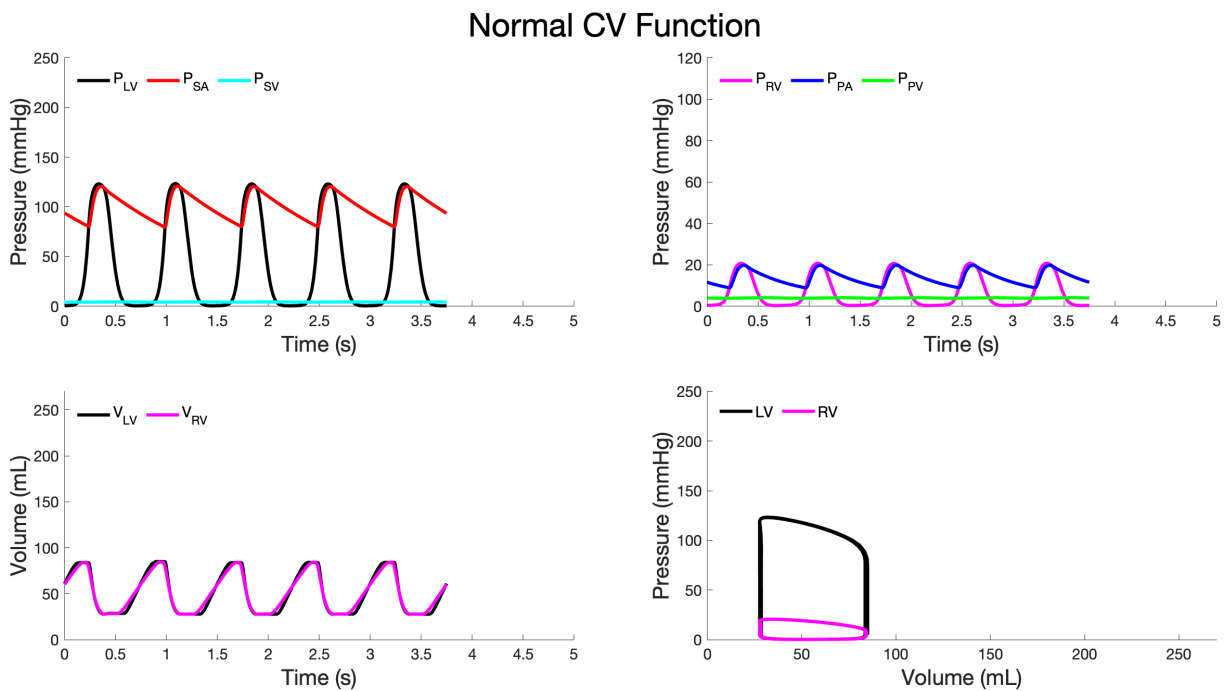 Normal CV Function
250
200
150
100
50
0
Pressure (mmHg)
P_LV P_SA P_SV
0 0.5 1 1.5 2 2.5 3 3.5 4 4.5 5
Time (s)
120
100
80
60
40
20
0
Pressure (mmHg)
P_RV P_PA P_PV
0 0.5 1 1.5 2 2.5 3 3.5 4 4.5 5
Time (s)
250
200
150
100
50
0
Volume (mL)
V_LV V_RV
0 0.5 1 1.5 2 2.5 3 3.5 4 4.5 5
Time (s)
250
200
150
100
50
0
Pressure (mmHg)
LV RV
0 50 100 150 200 250
Volume (mL)